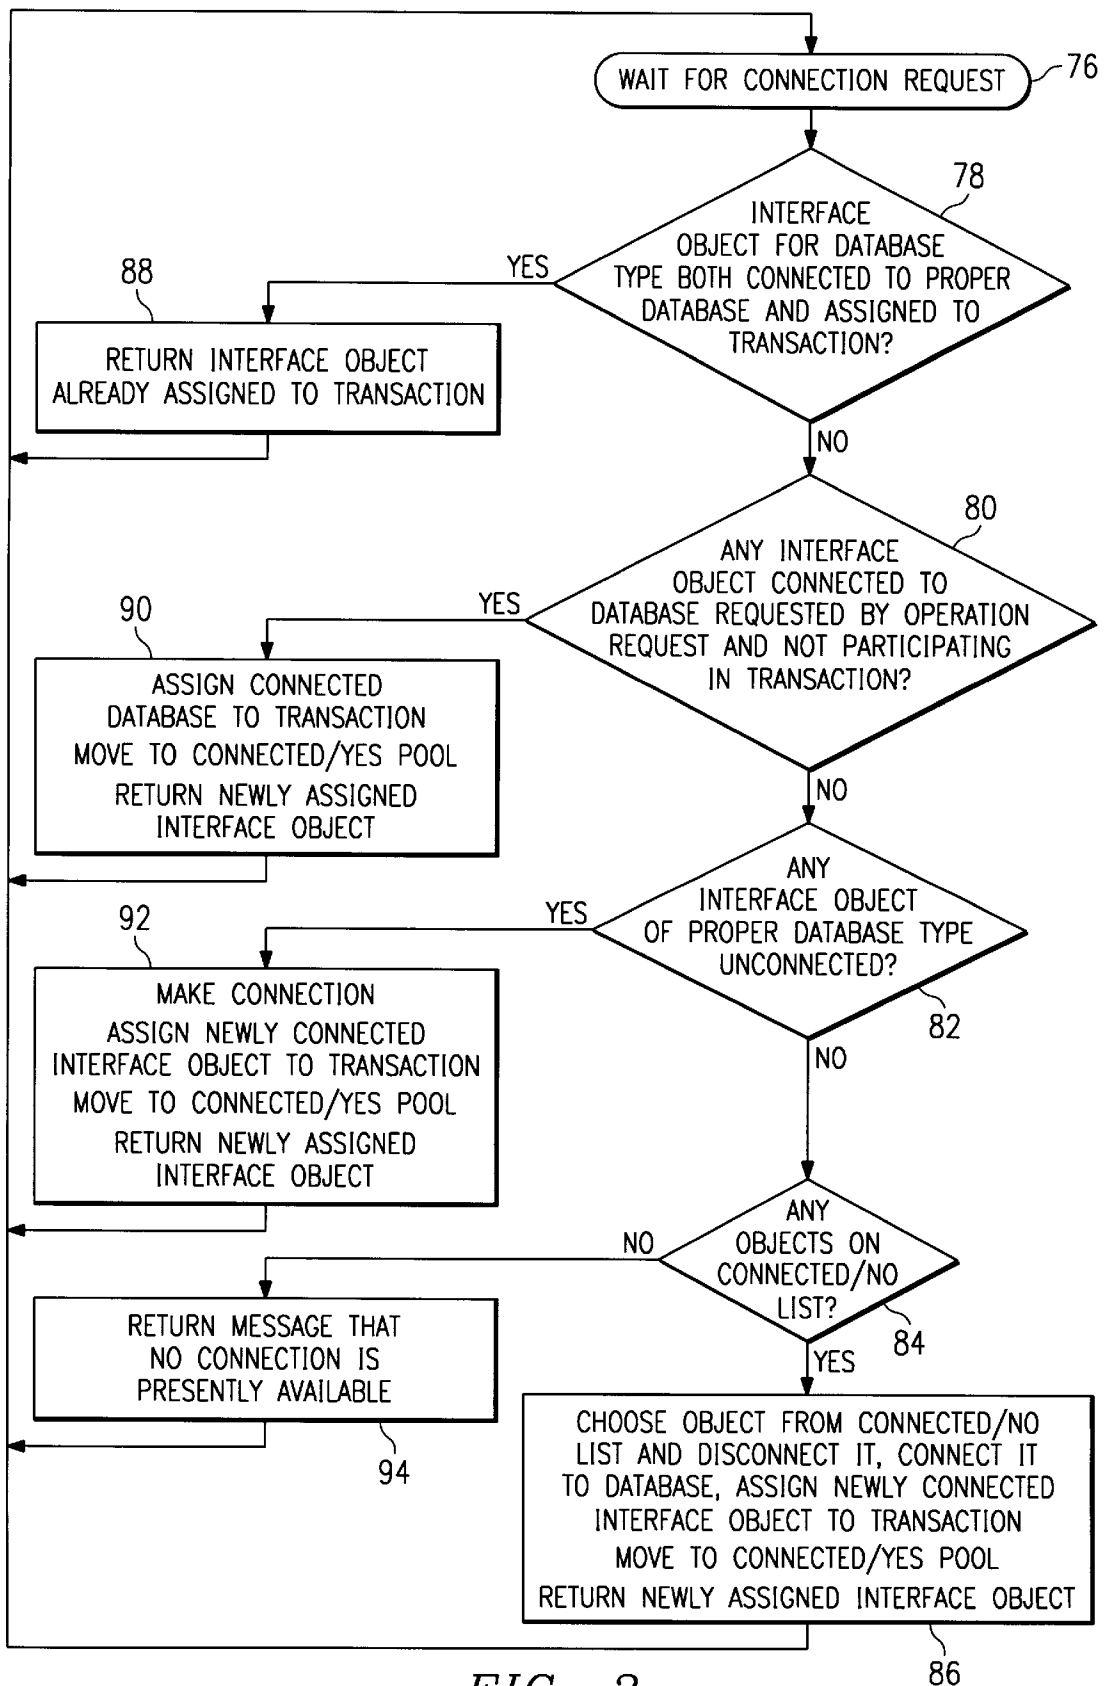 WAIT FOR CONNECTION REQUEST
76
78
INTERFACE
OBJECT FOR DATABASE
TYPE BOTH CONNECTED TO PROPER
DATABASE AND ASSIGNED TO
TRANSACTION?
YES
88
RETURN INTERFACE OBJECT
ALREADY ASSIGNED TO TRANSACTION
NO
80
ANY INTERFACE
OBJECT CONNECTED TO
DATABASE REQUESTED BY OPERATION
REQUEST AND NOT PARTICIPATING
IN TRANSACTION?
YES
90
ASSIGN CONNECTED
DATABASE TO TRANSACTION
MOVE TO CONNECTED/YES POOL
RETURN NEWLY ASSIGNED
INTERFACE OBJECT
NO
ANY
INTERFACE OBJECT
OF PROPER DATABASE TYPE
UNCONNECTED?
82
YES
92
MAKE CONNECTION
ASSIGN NEWLY CONNECTED
INTERFACE OBJECT TO TRANSACTION
MOVE TO CONNECTED/YES POOL
RETURN NEWLY ASSIGNED
INTERFACE OBJECT
NO
ANY
OBJECTS ON
CONNECTED/NO
LIST?
84
NO
RETURN MESSAGE THAT
NO CONNECTION IS
PRESENTLY AVAILABLE
94
YES
CHOOSE OBJECT FROM CONNECTED/NO
LIST AND DISCONNECT IT, CONNECT IT
TO DATABASE, ASSIGN NEWLY CONNECTED
INTERFACE OBJECT TO TRANSACTION
MOVE TO CONNECTED/YES POOL
RETURN NEWLY ASSIGNED INTERFACE OBJECT
86
FIG.